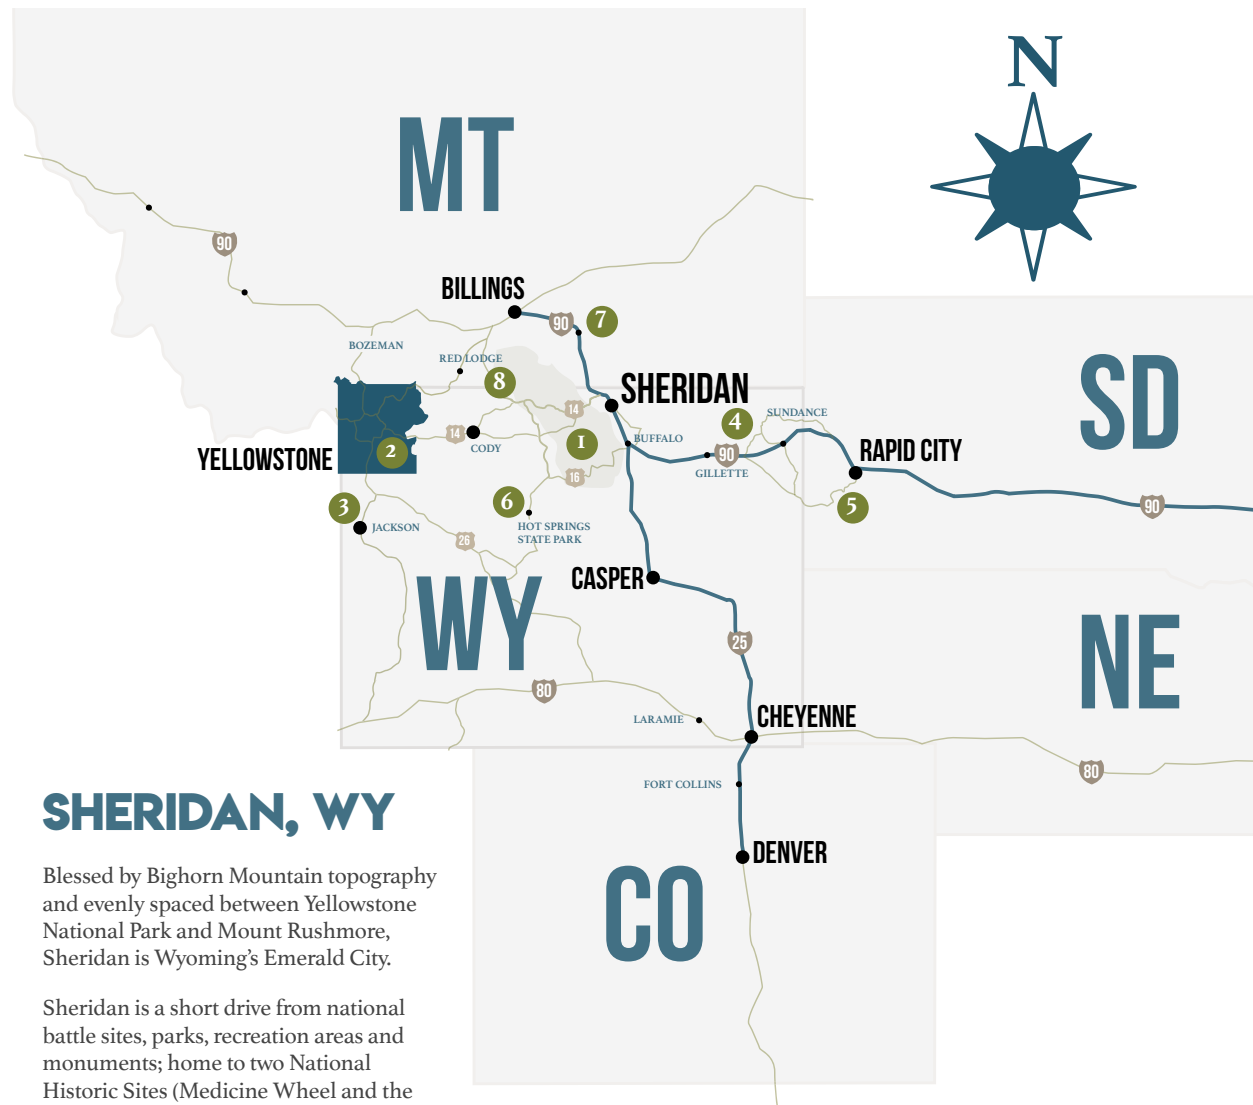 N
MT
90
BILLINGS
90
7
BOZEMAN
RED LODGE
8
SHERIDAN
SD
14
4
SUNDANCE
14
CODY
1
BUFFALO
YELLOWSTONE
2
90
RAPID CITY
GILLETTE
16
3
6
5
90
JACKSON
HOT SPRINGS
STATE PARK
26
CASPER
WY
NE
25
80
LARAMIE
CHEYENNE
80
FORT COLLINS
DENVER
CO
SHERIDAN, WY
Blessed by Bighorn Mountain topography
and evenly spaced between Yellowstone
National Park and Mount Rushmore,
Sheridan is Wyoming’s Emerald City.
Sheridan is a short drive from national
battle sites, parks, recreation areas and
monuments; home to two National
Historic Sites (Medicine Wheel and the